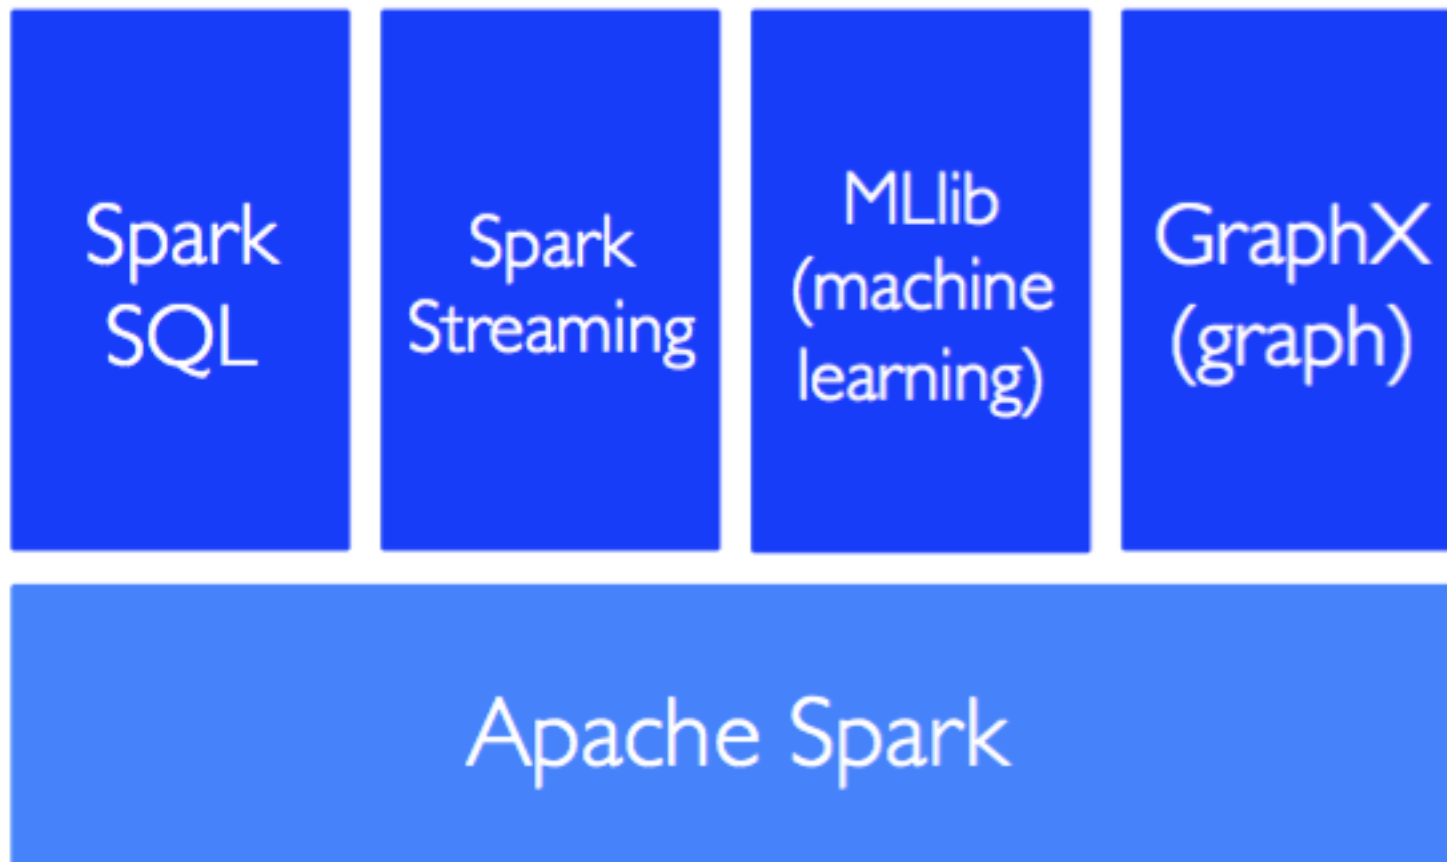 Spark
SQL
Spark
Streaming
MLlib
(machine
learning)
GraphX
(graph)
Apache Spark